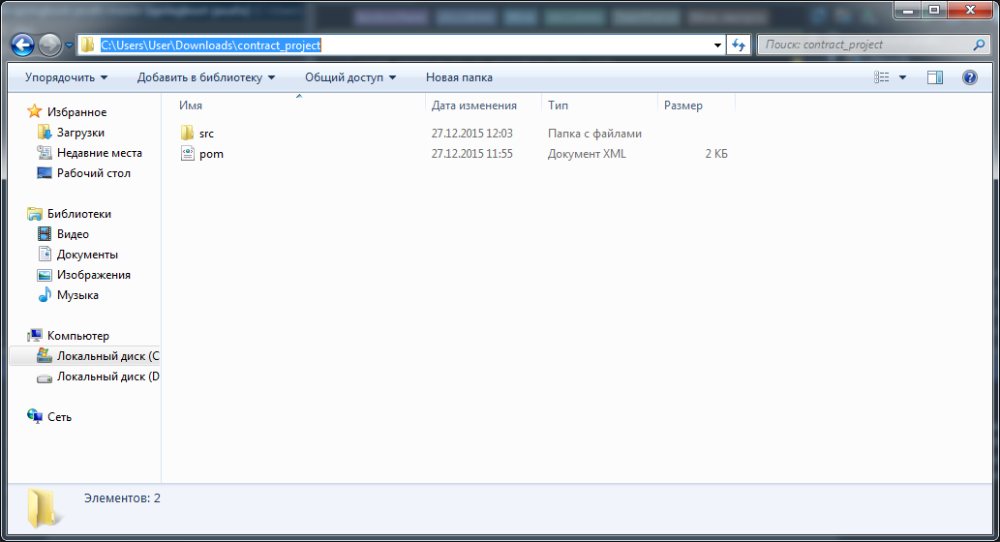 C:\Users\User\Downloads\contract_project
Поиск: contract_project
Упорядочить
Добавить в библиотеку
Общий доступ
Новая папка
Имя
Дата изменения
Тип
Размер
src
27.12.2015 12:03
Папка с файлами
pom
27.12.2015 11:55
Документ XML
2 КБ
Избранное
Загрузки
Недавние места
Рабочий стол
Библиотеки
Видео
Документы
Изображения
Музыка
Компьютер
Локальный диск (C
Локальный диск (D
Сеть
Элементов: 2